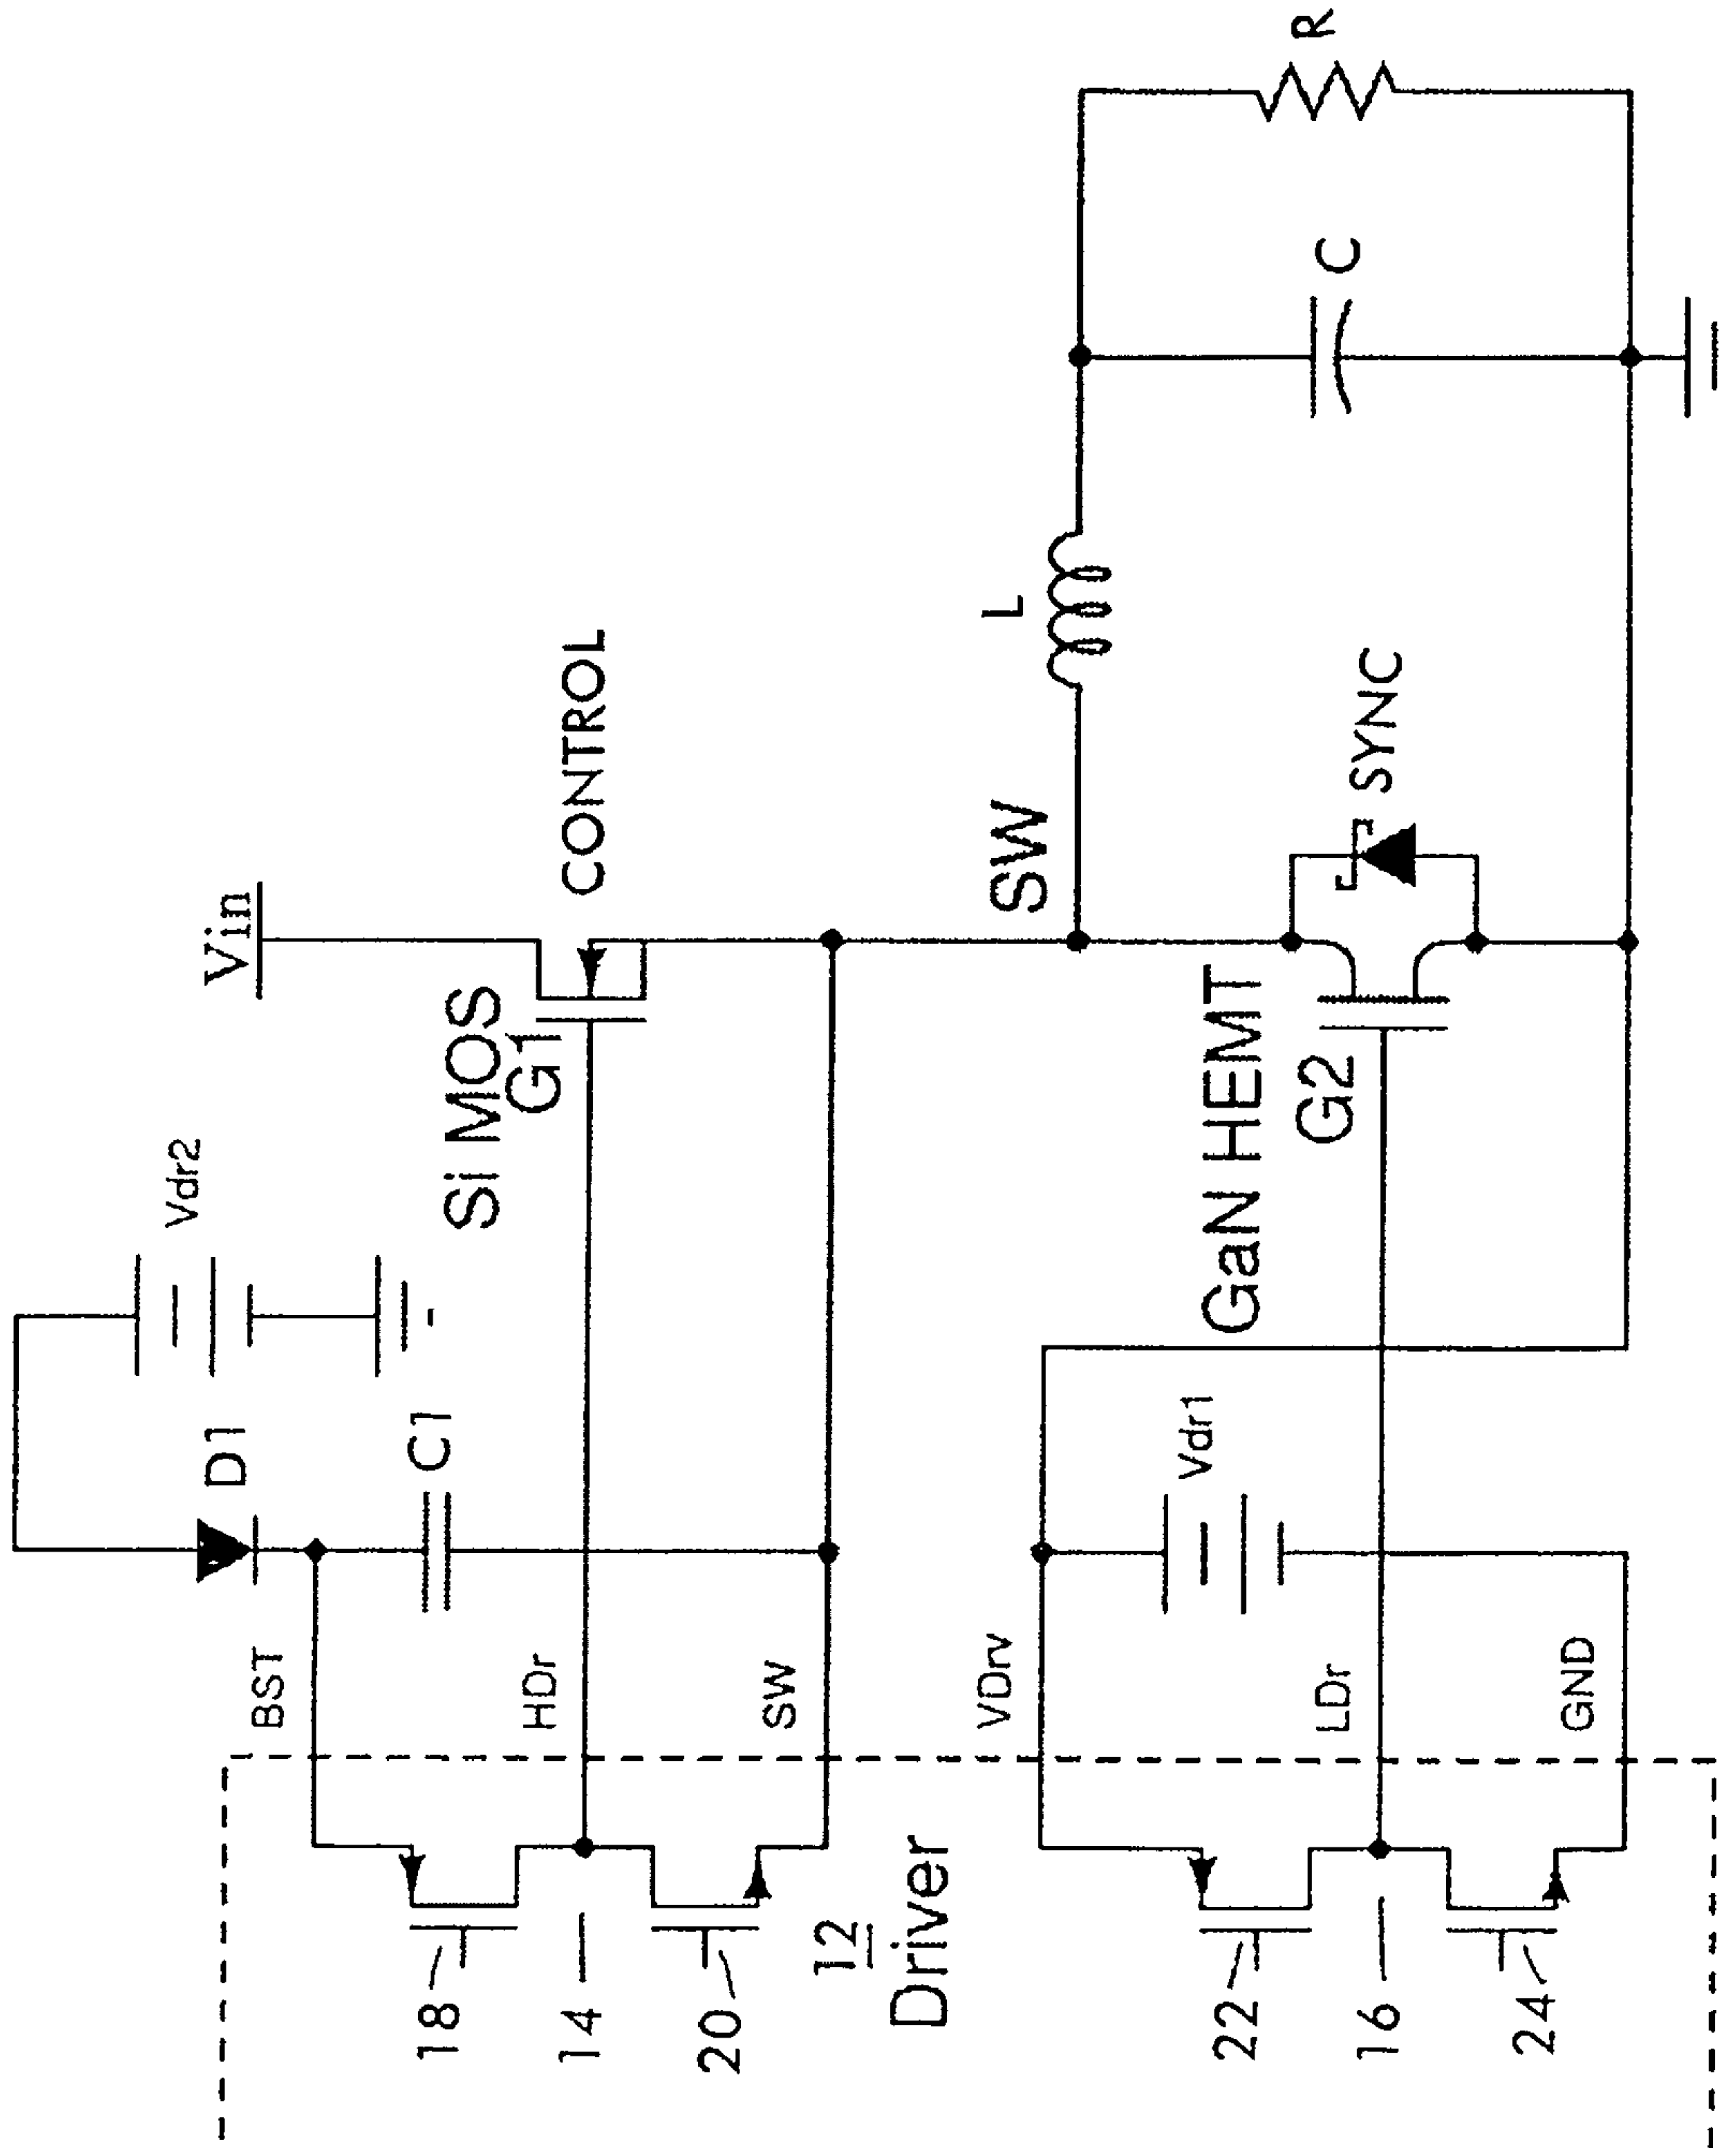 Vdr2
D1
Vin
BST
C1
Si MOS
G1
CONTROL
HDr
SW
18
14
20
12
Driver
SW
L
R
C
VDrv
Vdr1
GaN HEMT
G2
SYNC
LDr
GND
22
16
24